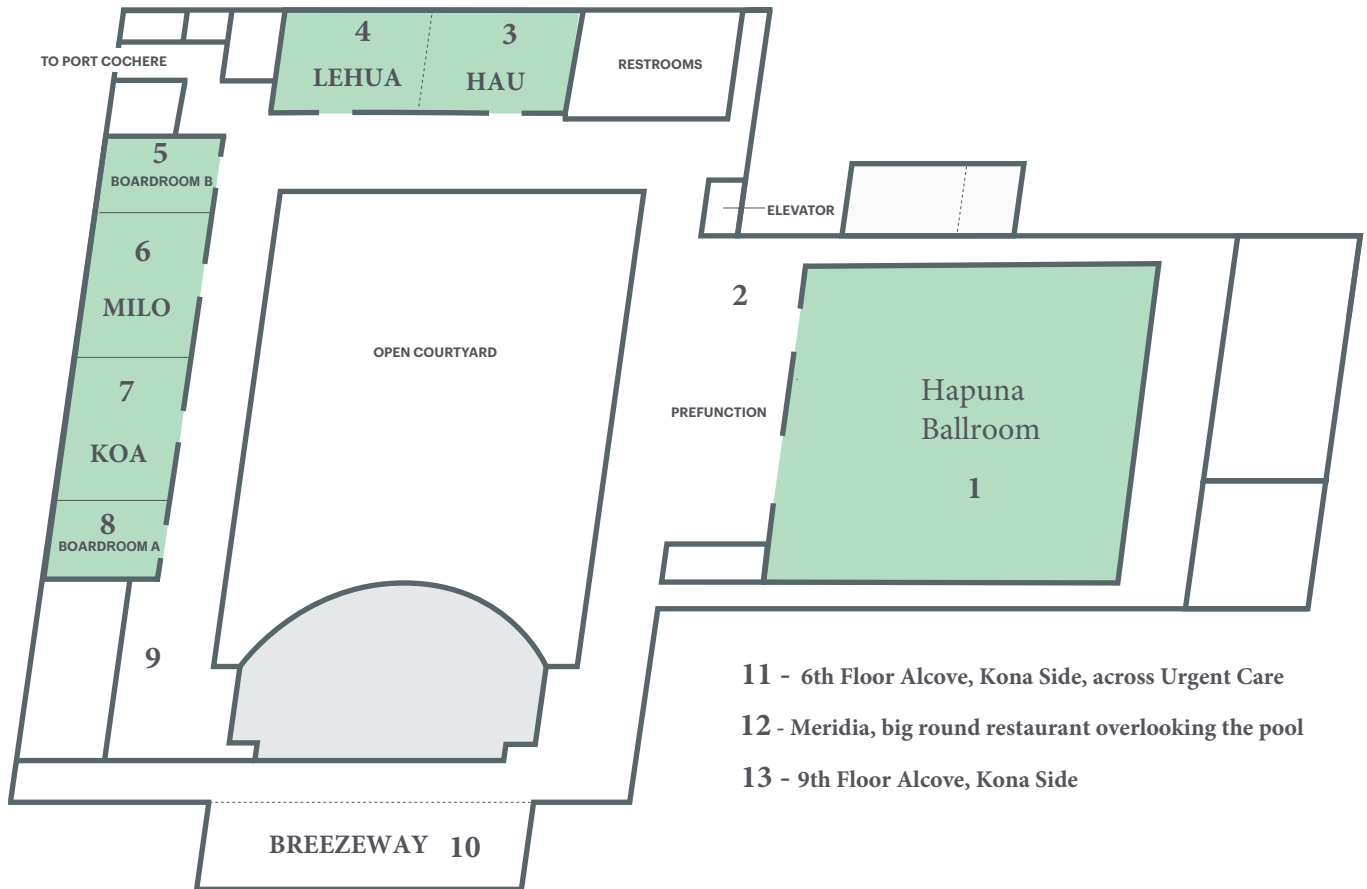 4
3
LEHUA
HAU
RESTROOMS
TO PORT COCHERE
5
BOARDROOM B
6
MILO
7
KOA
8
BOARDROOM A
9
OPEN COURTYARD
ELEVATOR
2
PREFUNCTION
Hapuna
Ballroom
1
11 - 6th Floor Alcove, Kona Side, across Urgent Care
12 - Meridia, big round restaurant overlooking the pool
13 - 9th Floor Alcove, Kona Side
BREEZEWAY 10